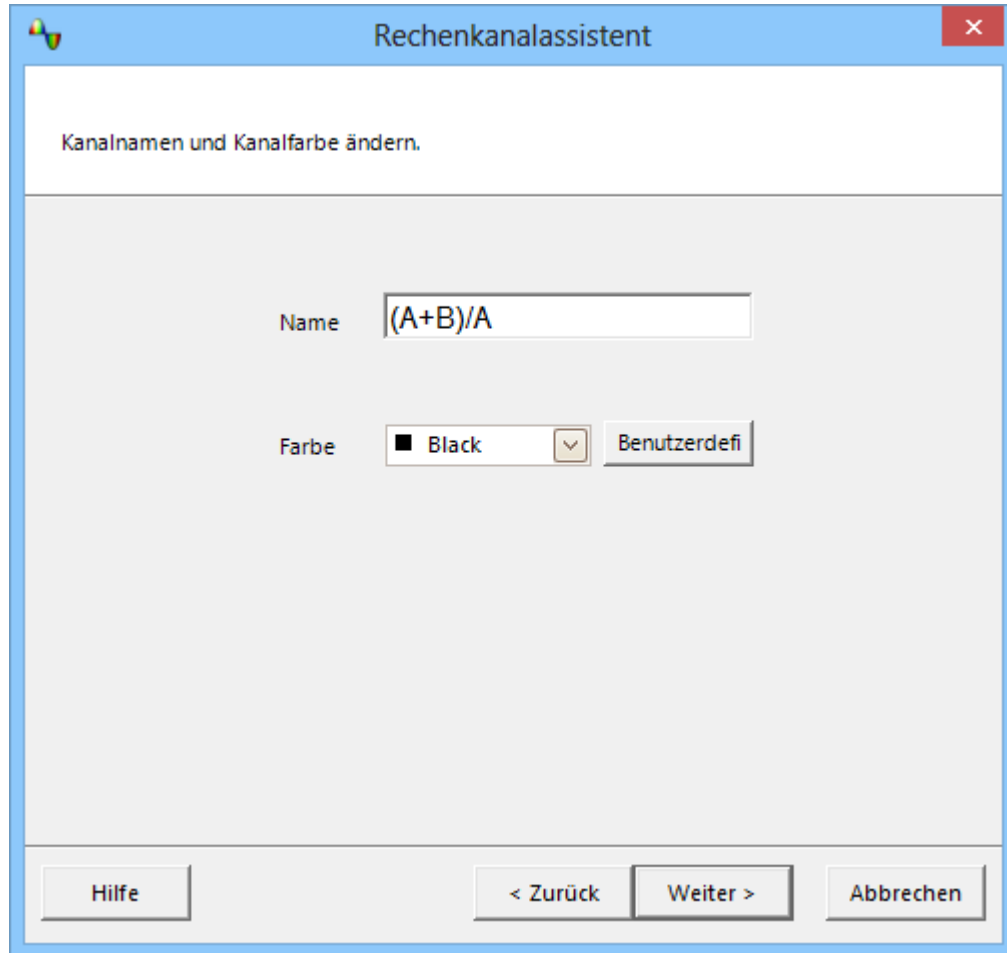 Rechenkanalassistent
Kanalnamen und Kanalfarbe ändern.
Name (A+B)/A
Farbe Black Benutzerdefi
Hilfe < Zurück Weiter > Abbrechen